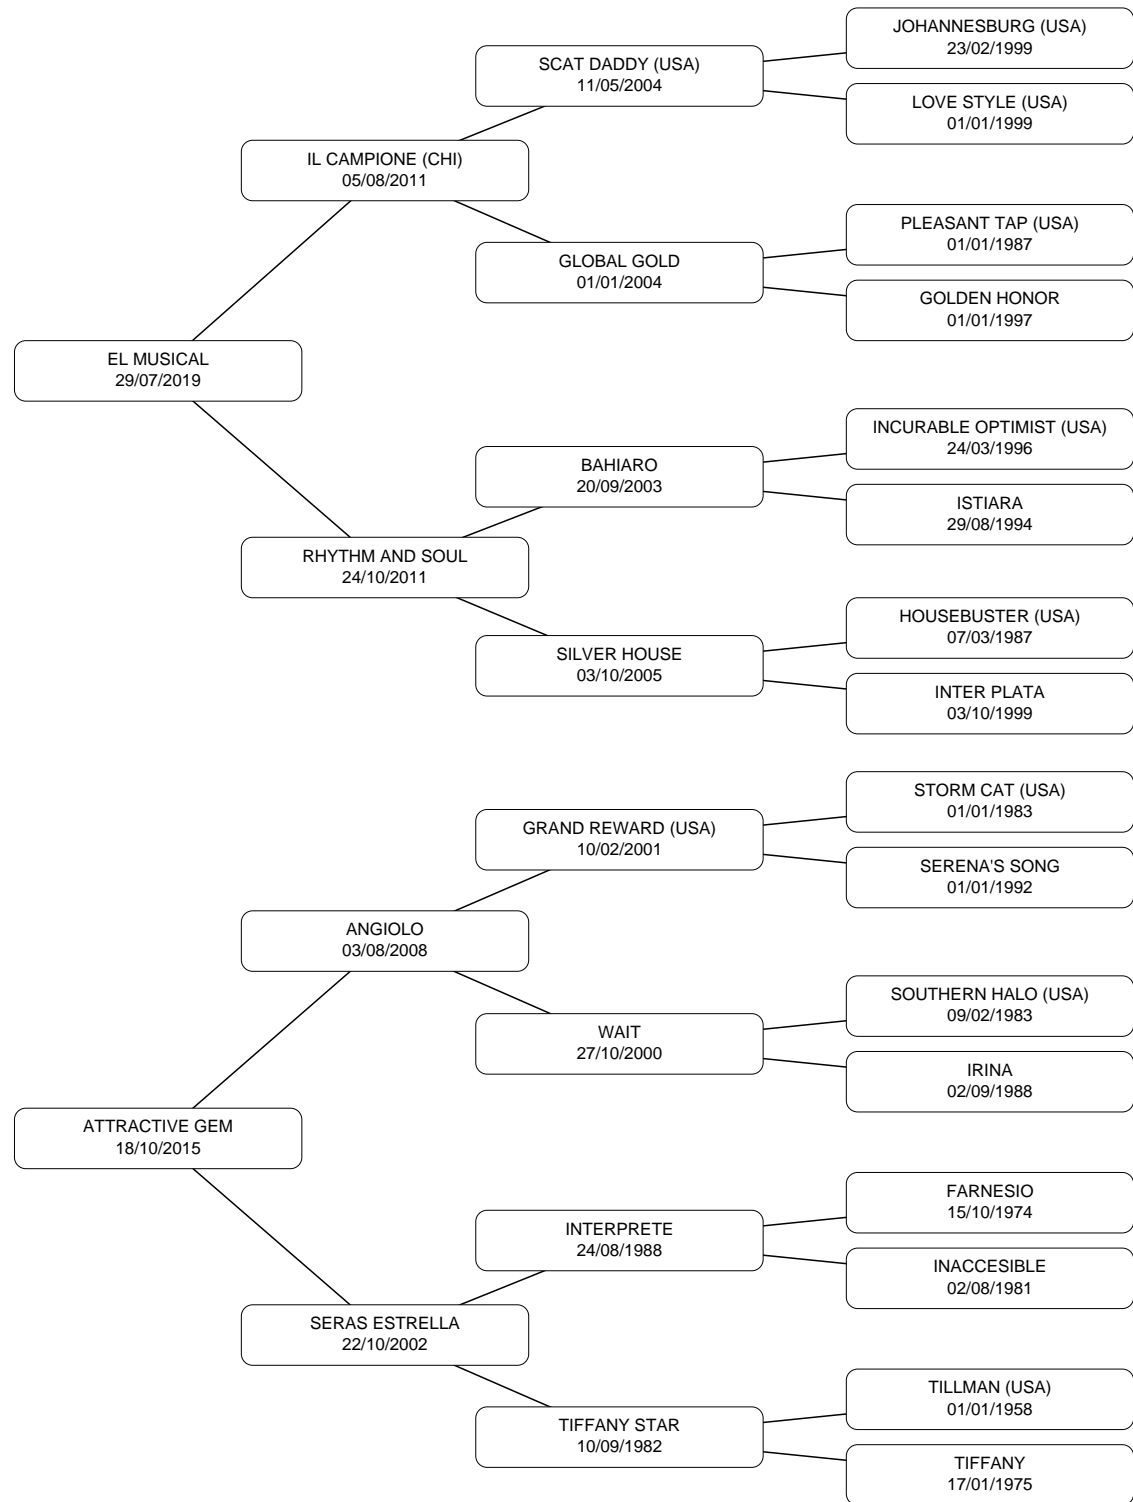 JOHANNESBURG (USA)
23/02/1999
SCAT DADDY (USA)
11/05/2004
LOVE STYLE (USA)
01/01/1999
IL CAMPIONE (CHI)
05/08/2011
PLEASANT TAP (USA)
01/01/1987
GLOBAL GOLD
01/01/2004
GOLDEN HONOR
01/01/1997
EL MUSICAL
29/07/2019
INCURABLE OPTIMIST (USA)
24/03/1996
BAHIARO
20/09/2003
ISTIARA
29/08/1994
RHYTHM AND SOUL
24/10/2011
HOUSEBUSTER (USA)
07/03/1987
SILVER HOUSE
03/10/2005
INTER PLATA
03/10/1999
STORM CAT (USA)
01/01/1983
GRAND REWARD (USA)
10/02/2001
SERENA'S SONG
01/01/1992
ANGIOLO
03/08/2008
SOUTHERN HALO (USA)
09/02/1983
WAIT
27/10/2000
IRINA
02/09/1988
ATTRACTIVE GEM
18/10/2015
FARNESIO
15/10/1974
INTERPRETE
24/08/1988
INACCESIBLE
02/08/1981
SERAS ESTRELLA
22/10/2002
TILLMAN (USA)
01/01/1958
TIFFANY STAR
10/09/1982
TIFFANY
17/01/1975